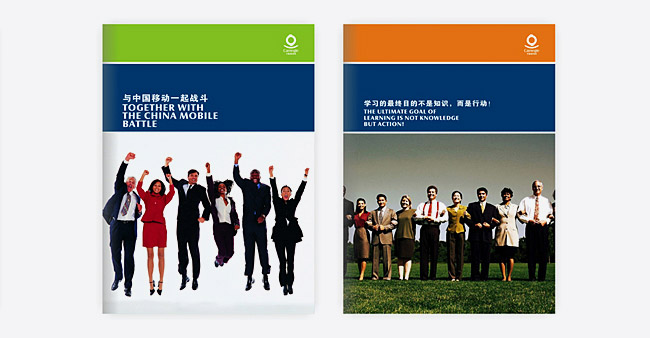 与中国移动一起战斗
TOGETHER WITH
THE CHINA MOBILE
BATTLE
学习的最终目的不是知识，而是行动！
THE ULTIMATE GOAL OF
LEARNING IS NOT KNOWLEDGE
BUT ACTION!